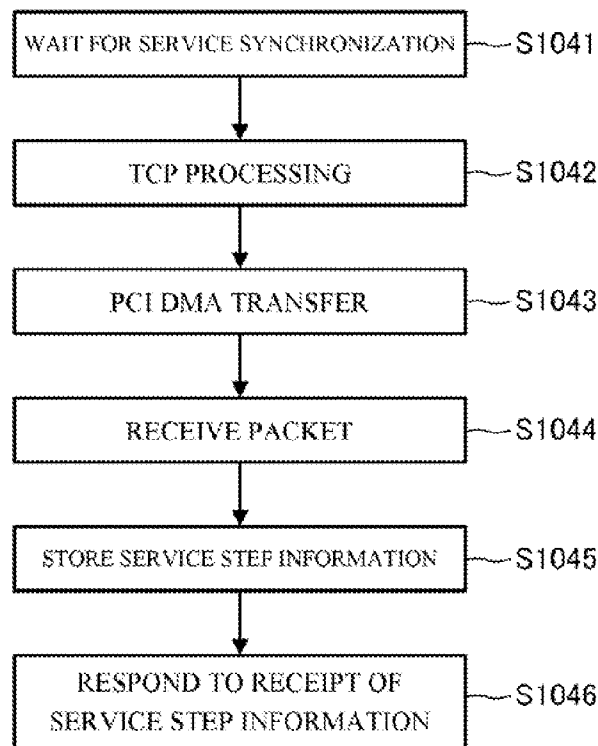 WAIT FOR SERVICE SYNCHRONIZATION S1041
TCP PROCESSING S1042
PCI DMA TRANSFER S1043
RECEIVE PACKET S1044
STORE SERVICE STEP INFORMATION S1045
RESPOND TO RECEIPT OF
SERVICE STEP INFORMATION S1046